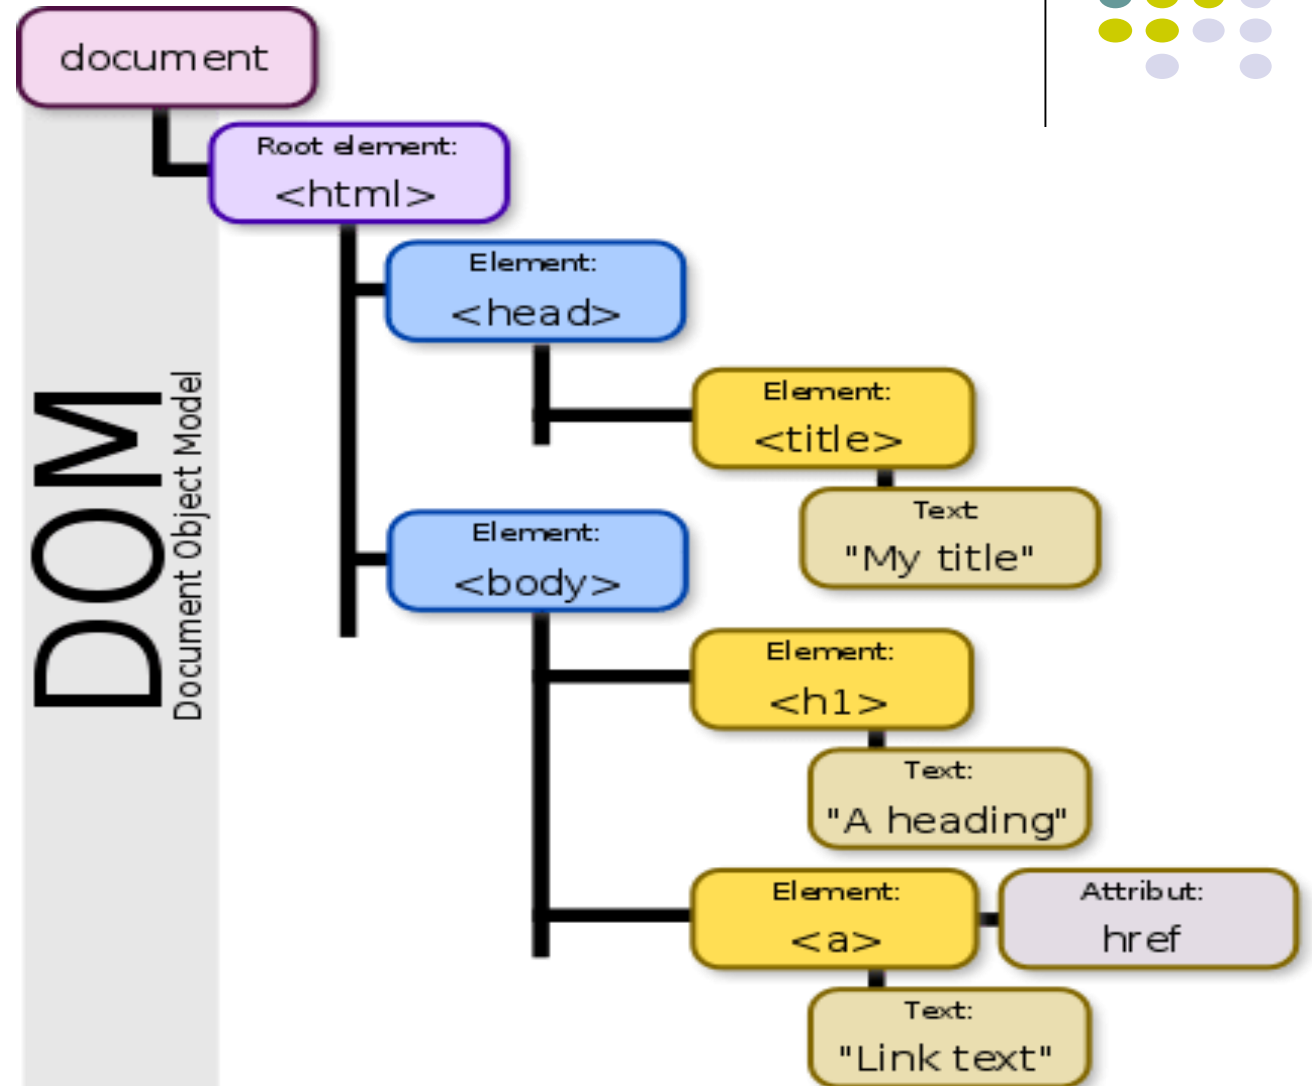 document
Root element:
<html>
Element:
<head>
Element:
<title>
Text
"My title"
Element:
<body>
Element:
<h1>
Text:
"A heading"
Element:
<a>
Attribut:
href
Text:
"Link text"
DOM
Document Object Model